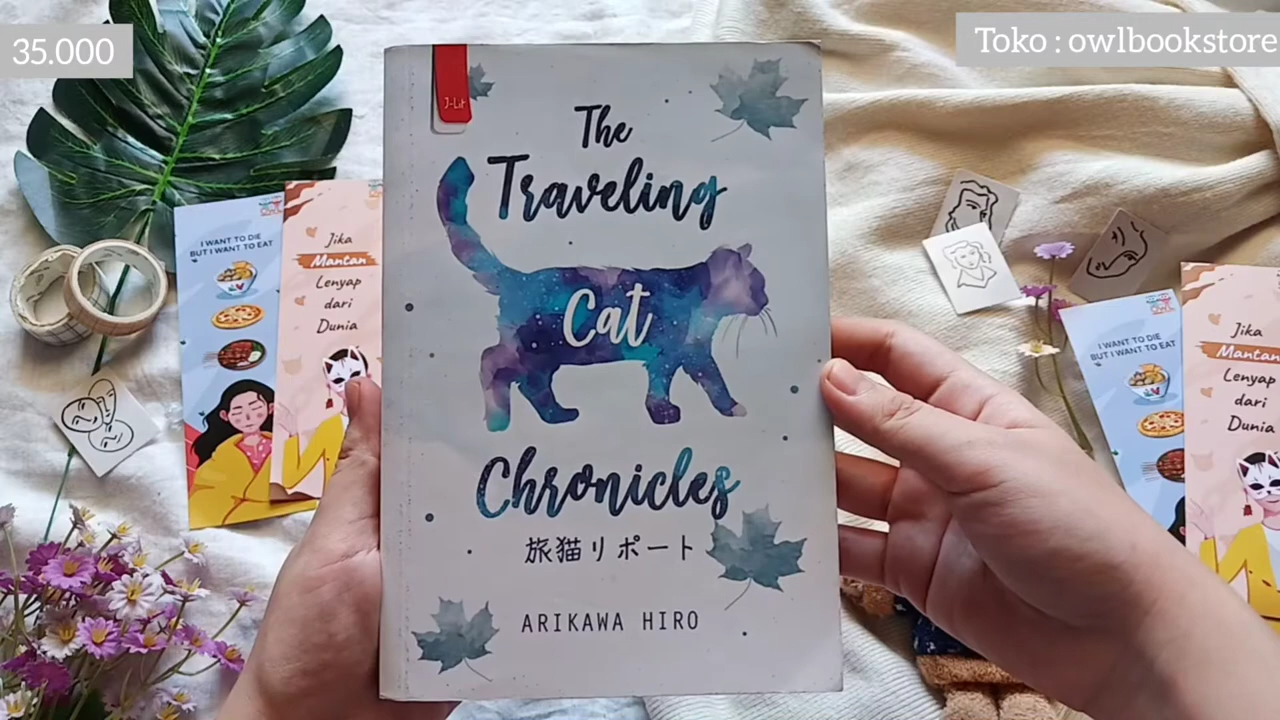 35.000
Toko : owlbookstore
J-Lit
The
Traveling
Cat
Chronicles
旅猫リポート
ARIKAWA HIRO
I WANT TO DIE
BUT I WANT TO EAT
Jika
Mantan
Lenyap
dari
Dunia
I WANT TO DIE
BUT I WANT TO EAT
Jika
Mantan
Lenyap
dari
Dunia